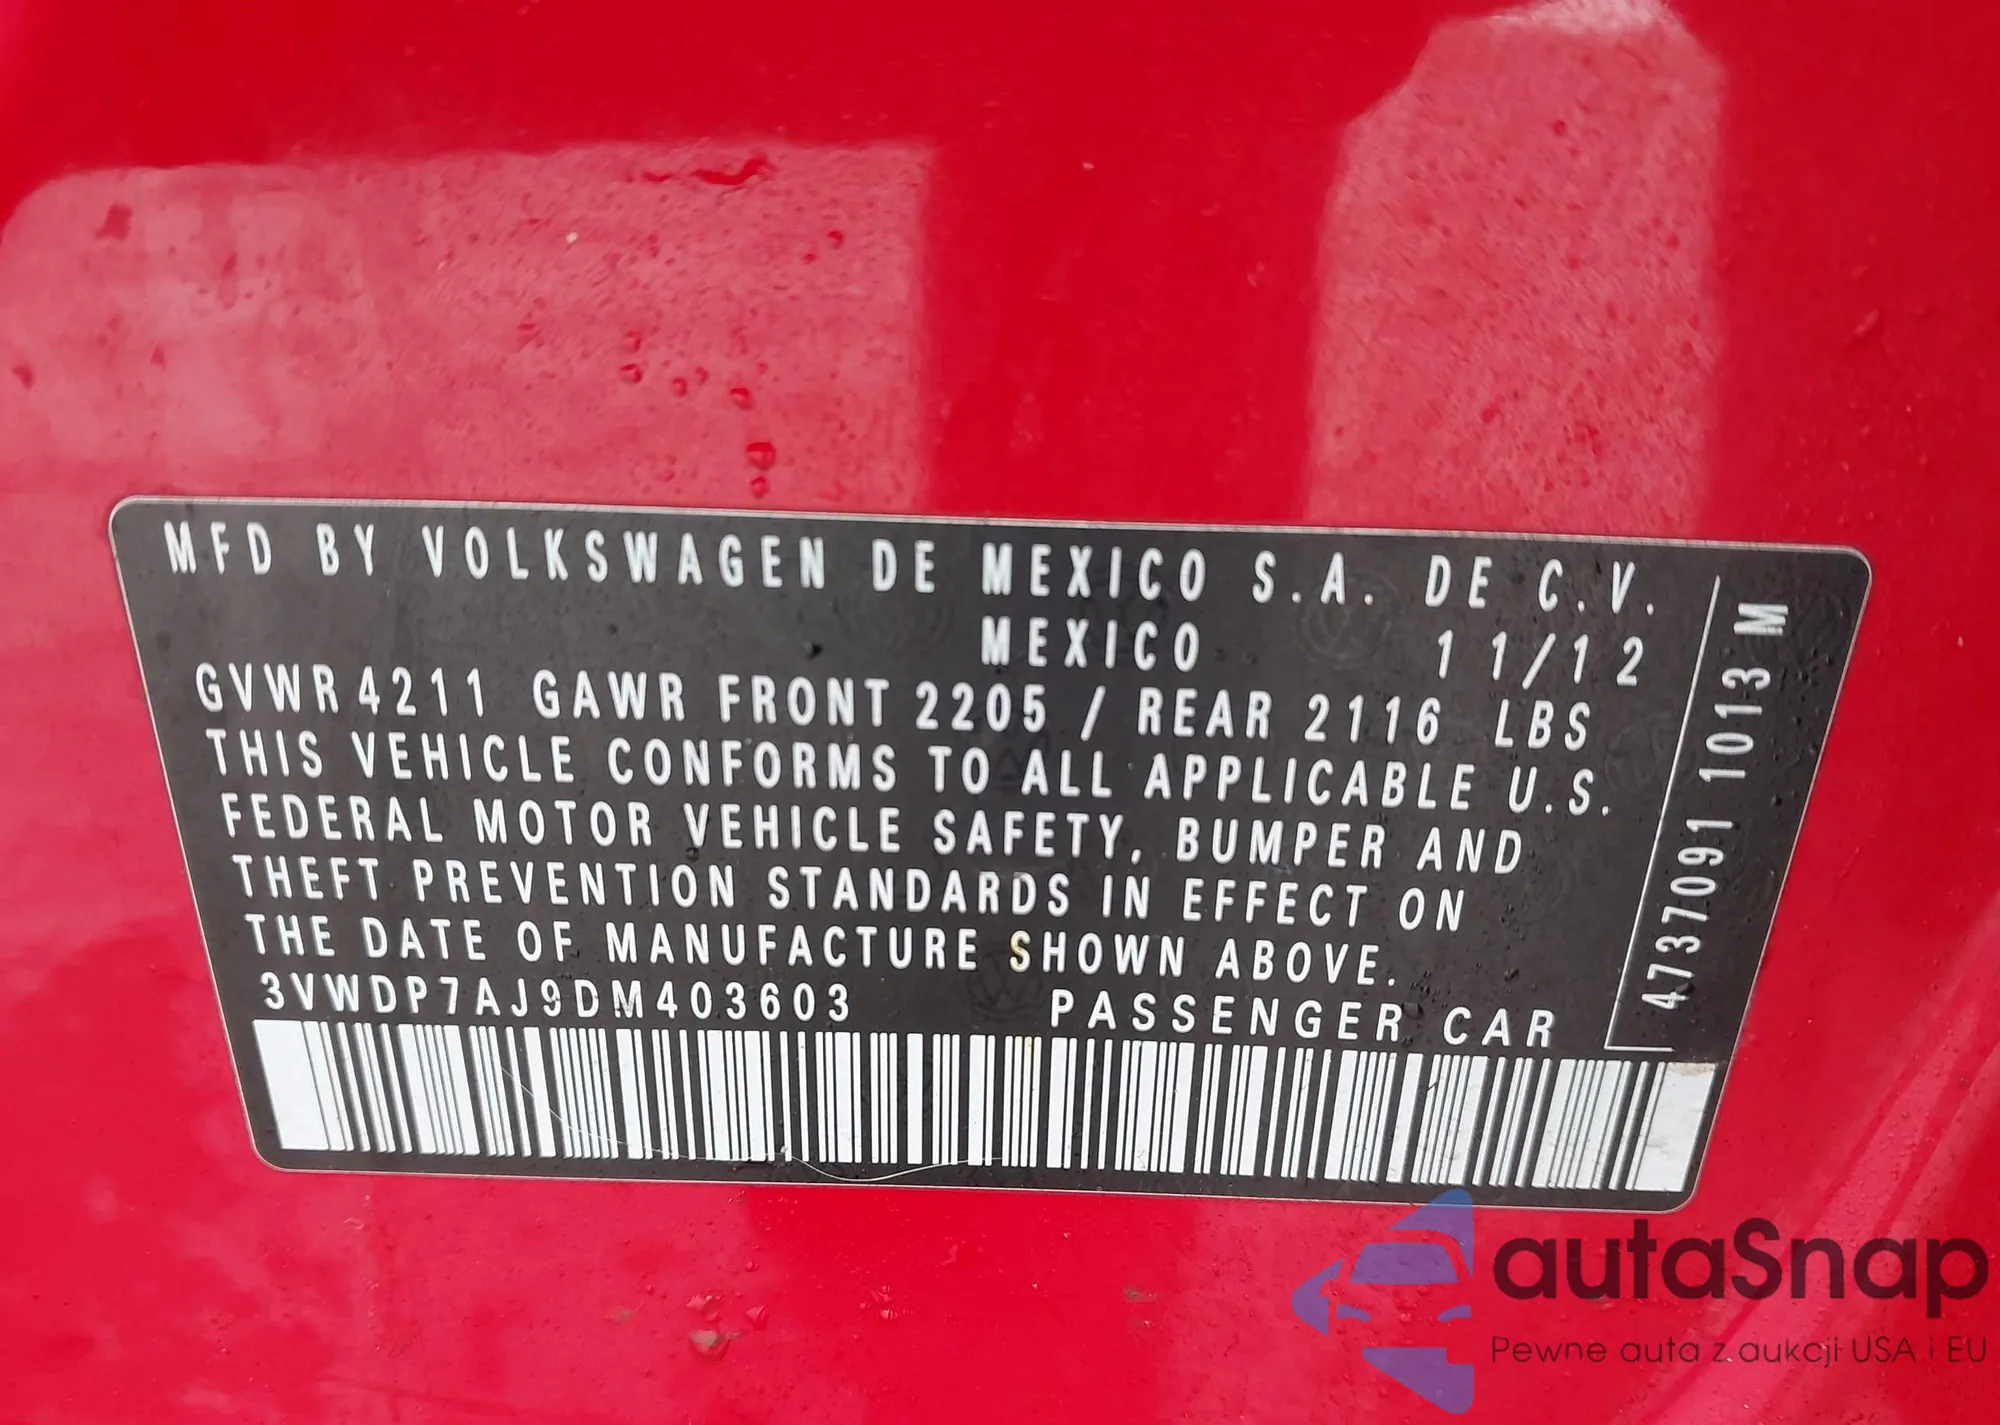 MFD BY VOLKSWAGEN DE MEXICO S.A. DE C.V.
MEXICO 11/12
GVWR 4211 GAWR FRONT 2205 / REAR 2116 LBS
THIS VEHICLE CONFORMS TO ALL APPLICABLE U.S.
FEDERAL MOTOR VEHICLE SAFETY, BUMPER AND
THEFT PREVENTION STANDARDS IN EFFECT ON
THE DATE OF MANUFACTURE SHOWN ABOVE.
3VWDP7AJ9DM403603 PASSENGER CAR
4737091 1013 M
autaSnap
Pewne auta z aukcji USA i EU